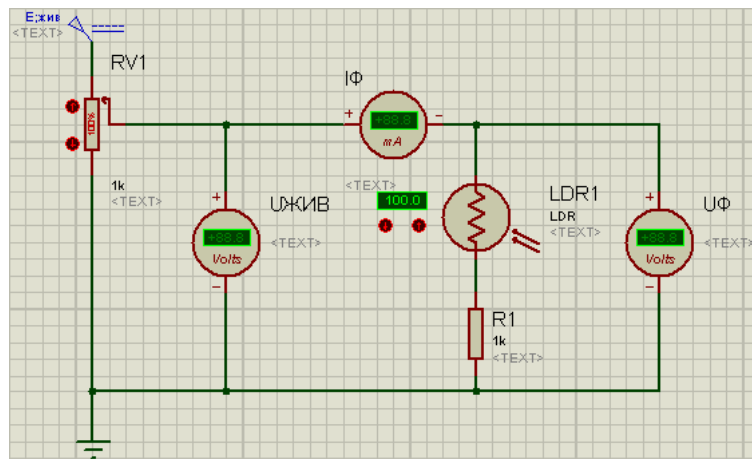 E;жив
<TEXT>
RV1
100%
1k
<TEXT>
IФ
+
+88.8
−
mA
<TEXT>
100.0
UЖИВ
<TEXT>
+
+88.8
Volts
−
LDR1
LDR
<TEXT>
R1
1k
<TEXT>
UФ
<TEXT>
+
+88.8
Volts
−